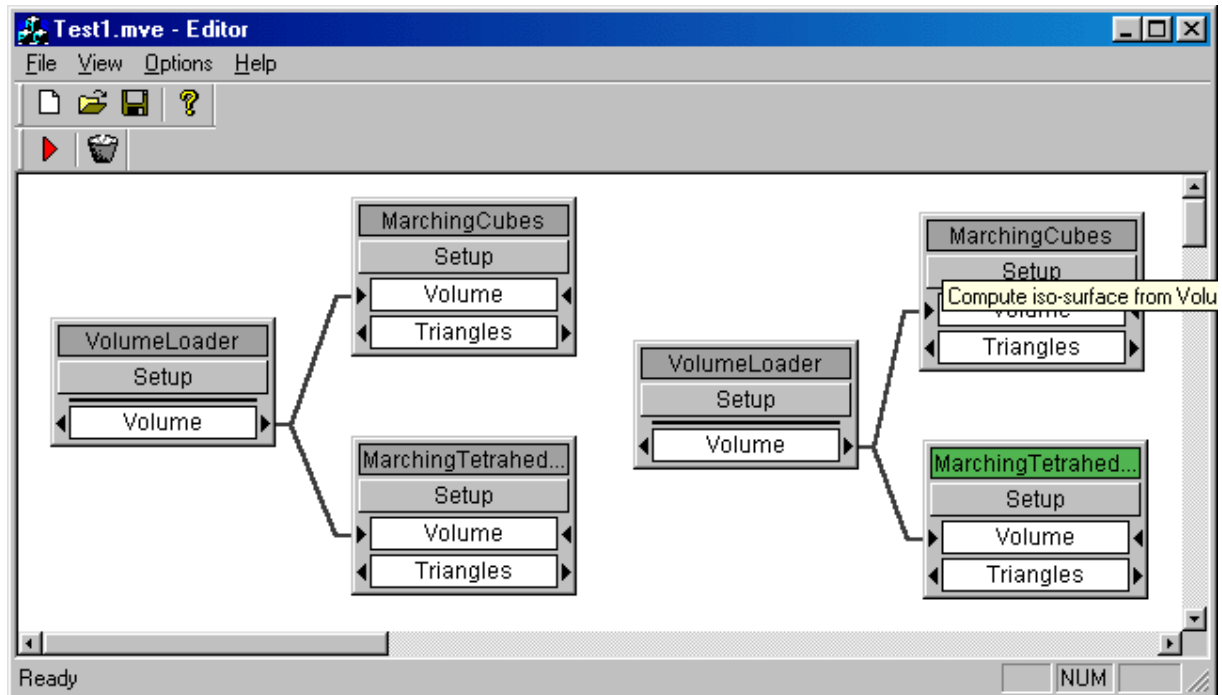 Test1.mve - Editor
File View Options Help
MarchingCubes
Setup
Volume
Triangles
VolumeLoader
Setup
Volume
MarchingTetrahed...
Setup
Volume
Triangles
MarchingCubes
Setup
Compute iso-surface from Volu
Volume
Triangles
VolumeLoader
Setup
Volume
MarchingTetrahed...
Setup
Volume
Triangles
Ready
NUM